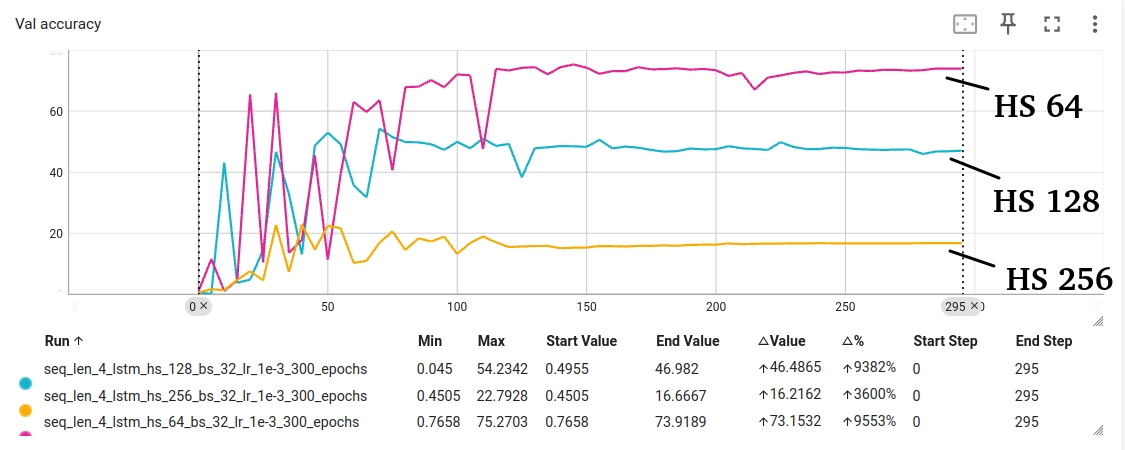 Val accuracy
60
40
20
HS 64
HS 128
HS 256
0 × 50 100 150 200 250 295 ×
Run ↑ Min Max Start Value End Value △Value △% Start Step End Step
seq_len_4_lstm_hs_128_bs_32_lr_1e-3_300_epochs 0.045 54.2342 0.4955 46.982 ↑46.4865 ↑9382% 0 295
seq_len_4_lstm_hs_256_bs_32_lr_1e-3_300_epochs 0.4505 22.7928 0.4505 16.6667 ↑16.2162 ↑3600% 0 295
seq_len_4_lstm_hs_64_bs_32_lr_1e-3_300_epochs 0.7658 75.2703 0.7658 73.9189 ↑73.1532 ↑9553% 0 295